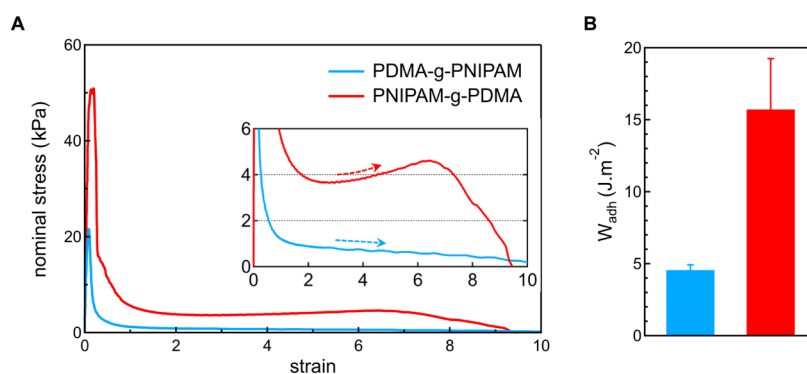 A
60
40
20
0
nominal stress (kPa)
PDMA-g-PNIPAM
PNIPAM-g-PDMA
6
4
2
0
0 2 4 6 8 10
0 2 4 6 8 10
strain
B
20
15
10
5
0
Wadh (J.m-2)